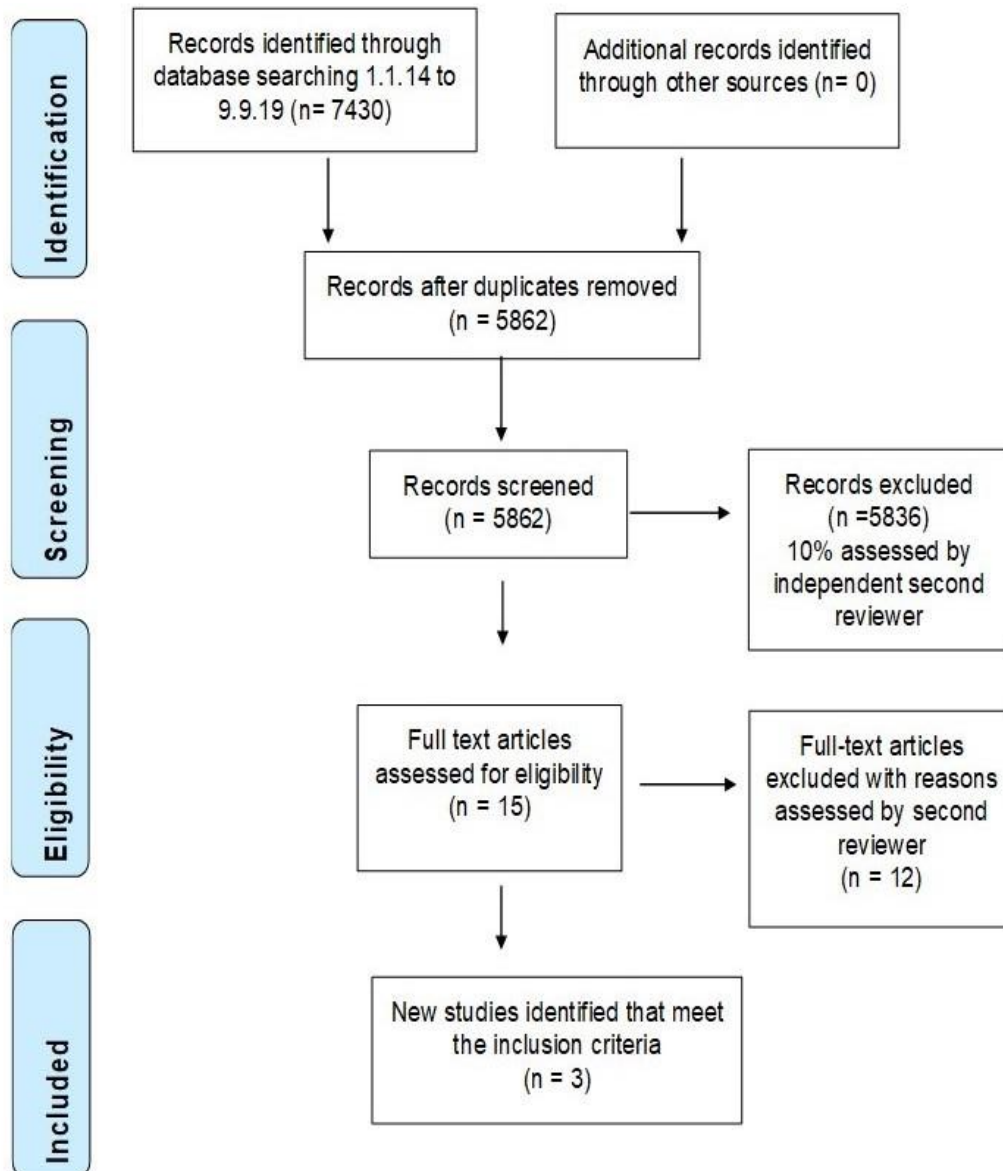 Identification
Records identified through
database searching 1.1.14 to
9.9.19 (n= 7430)
Additional records identified
through other sources (n= 0)
Records after duplicates removed
(n = 5862)
Screening
Records screened
(n = 5862)
Records excluded
(n =5836)
10% assessed by
independent second
reviewer
Eligibility
Full text articles
assessed for eligibility
(n = 15)
Full-text articles
excluded with reasons
assessed by second
reviewer
(n = 12)
Included
New studies identified that meet
the inclusion criteria
(n = 3)